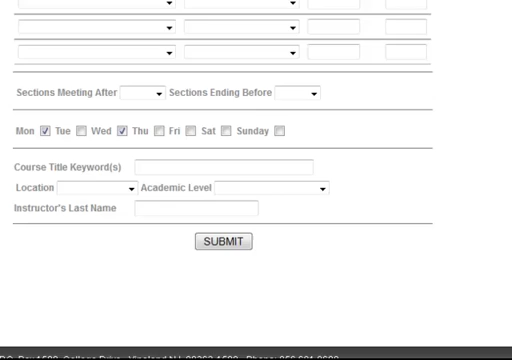 Sections Meeting After Sections Ending Before
Mon Tue Wed Thu Fri Sat Sunday
Course Title Keyword(s)
Location Academic Level
Instructor's Last Name
SUBMIT